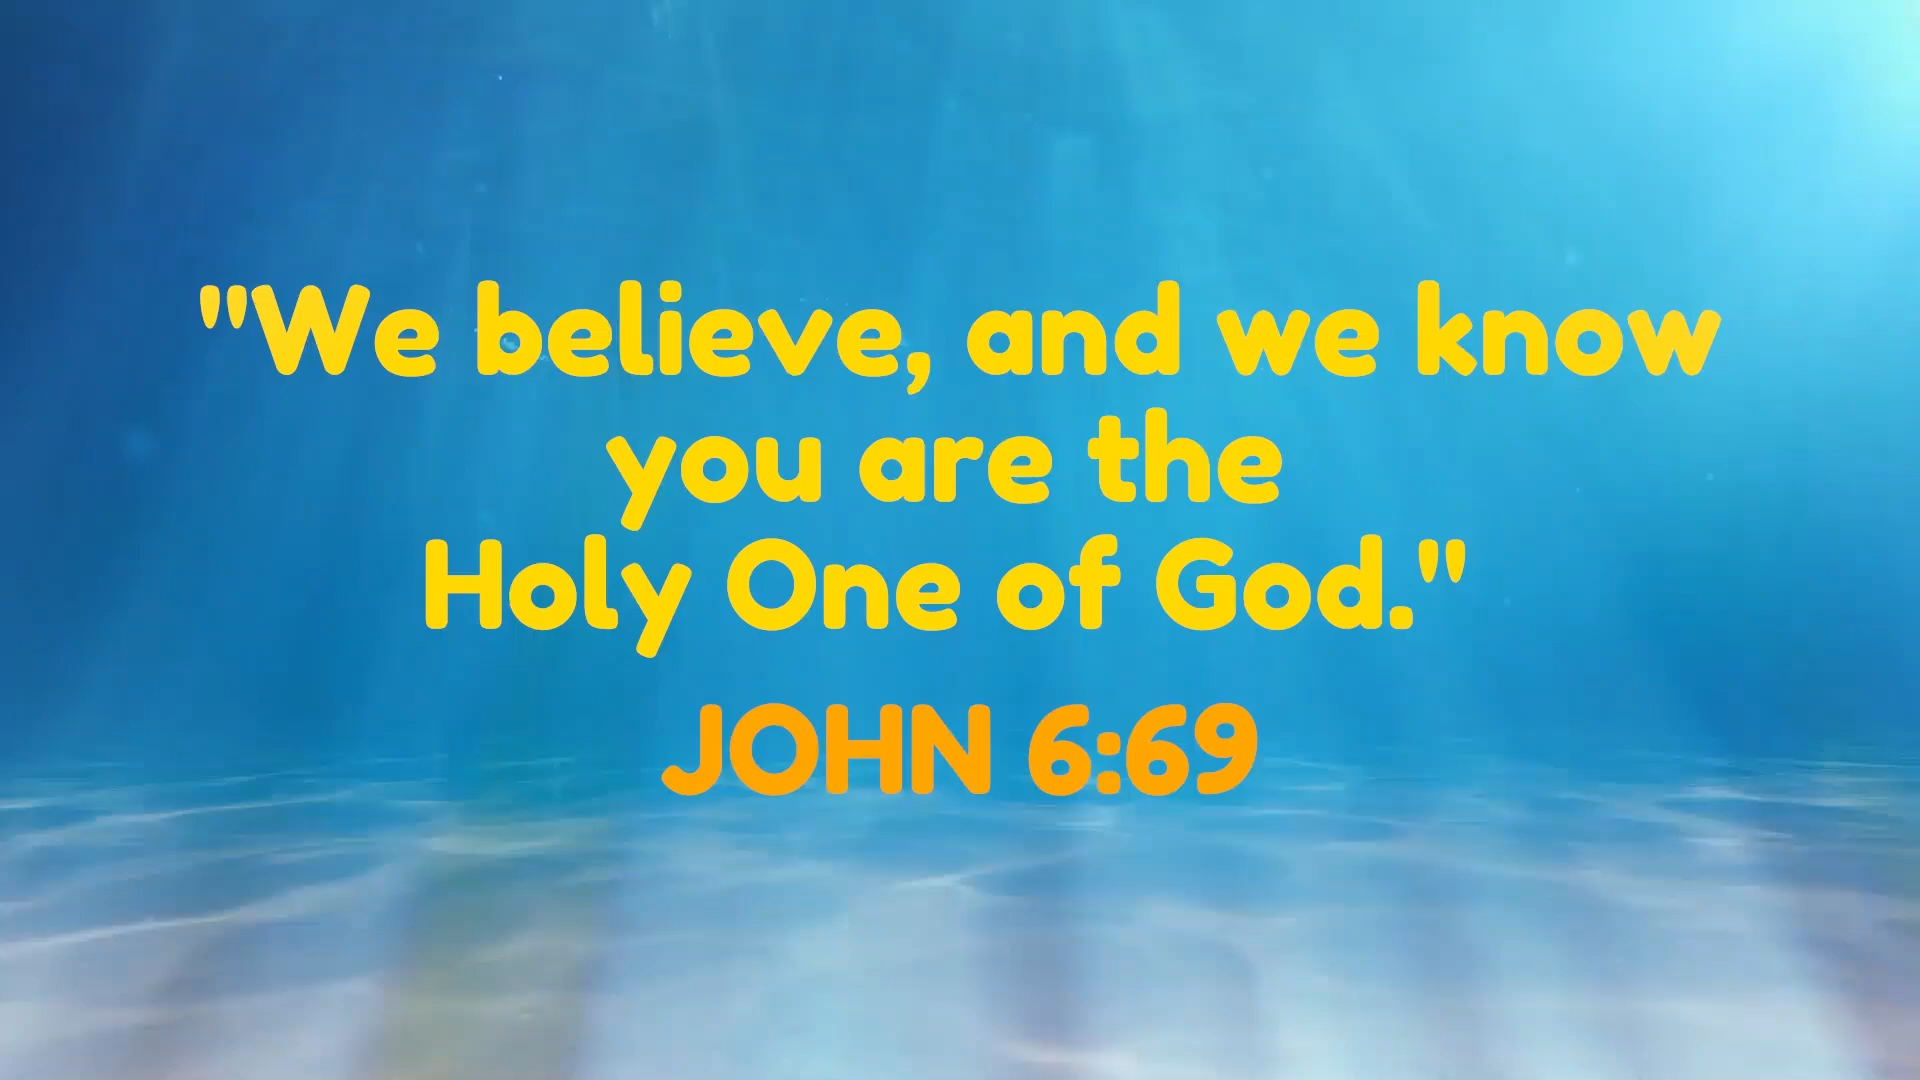 "We believe, and we know
you are the
Holy One of God."
JOHN 6:69